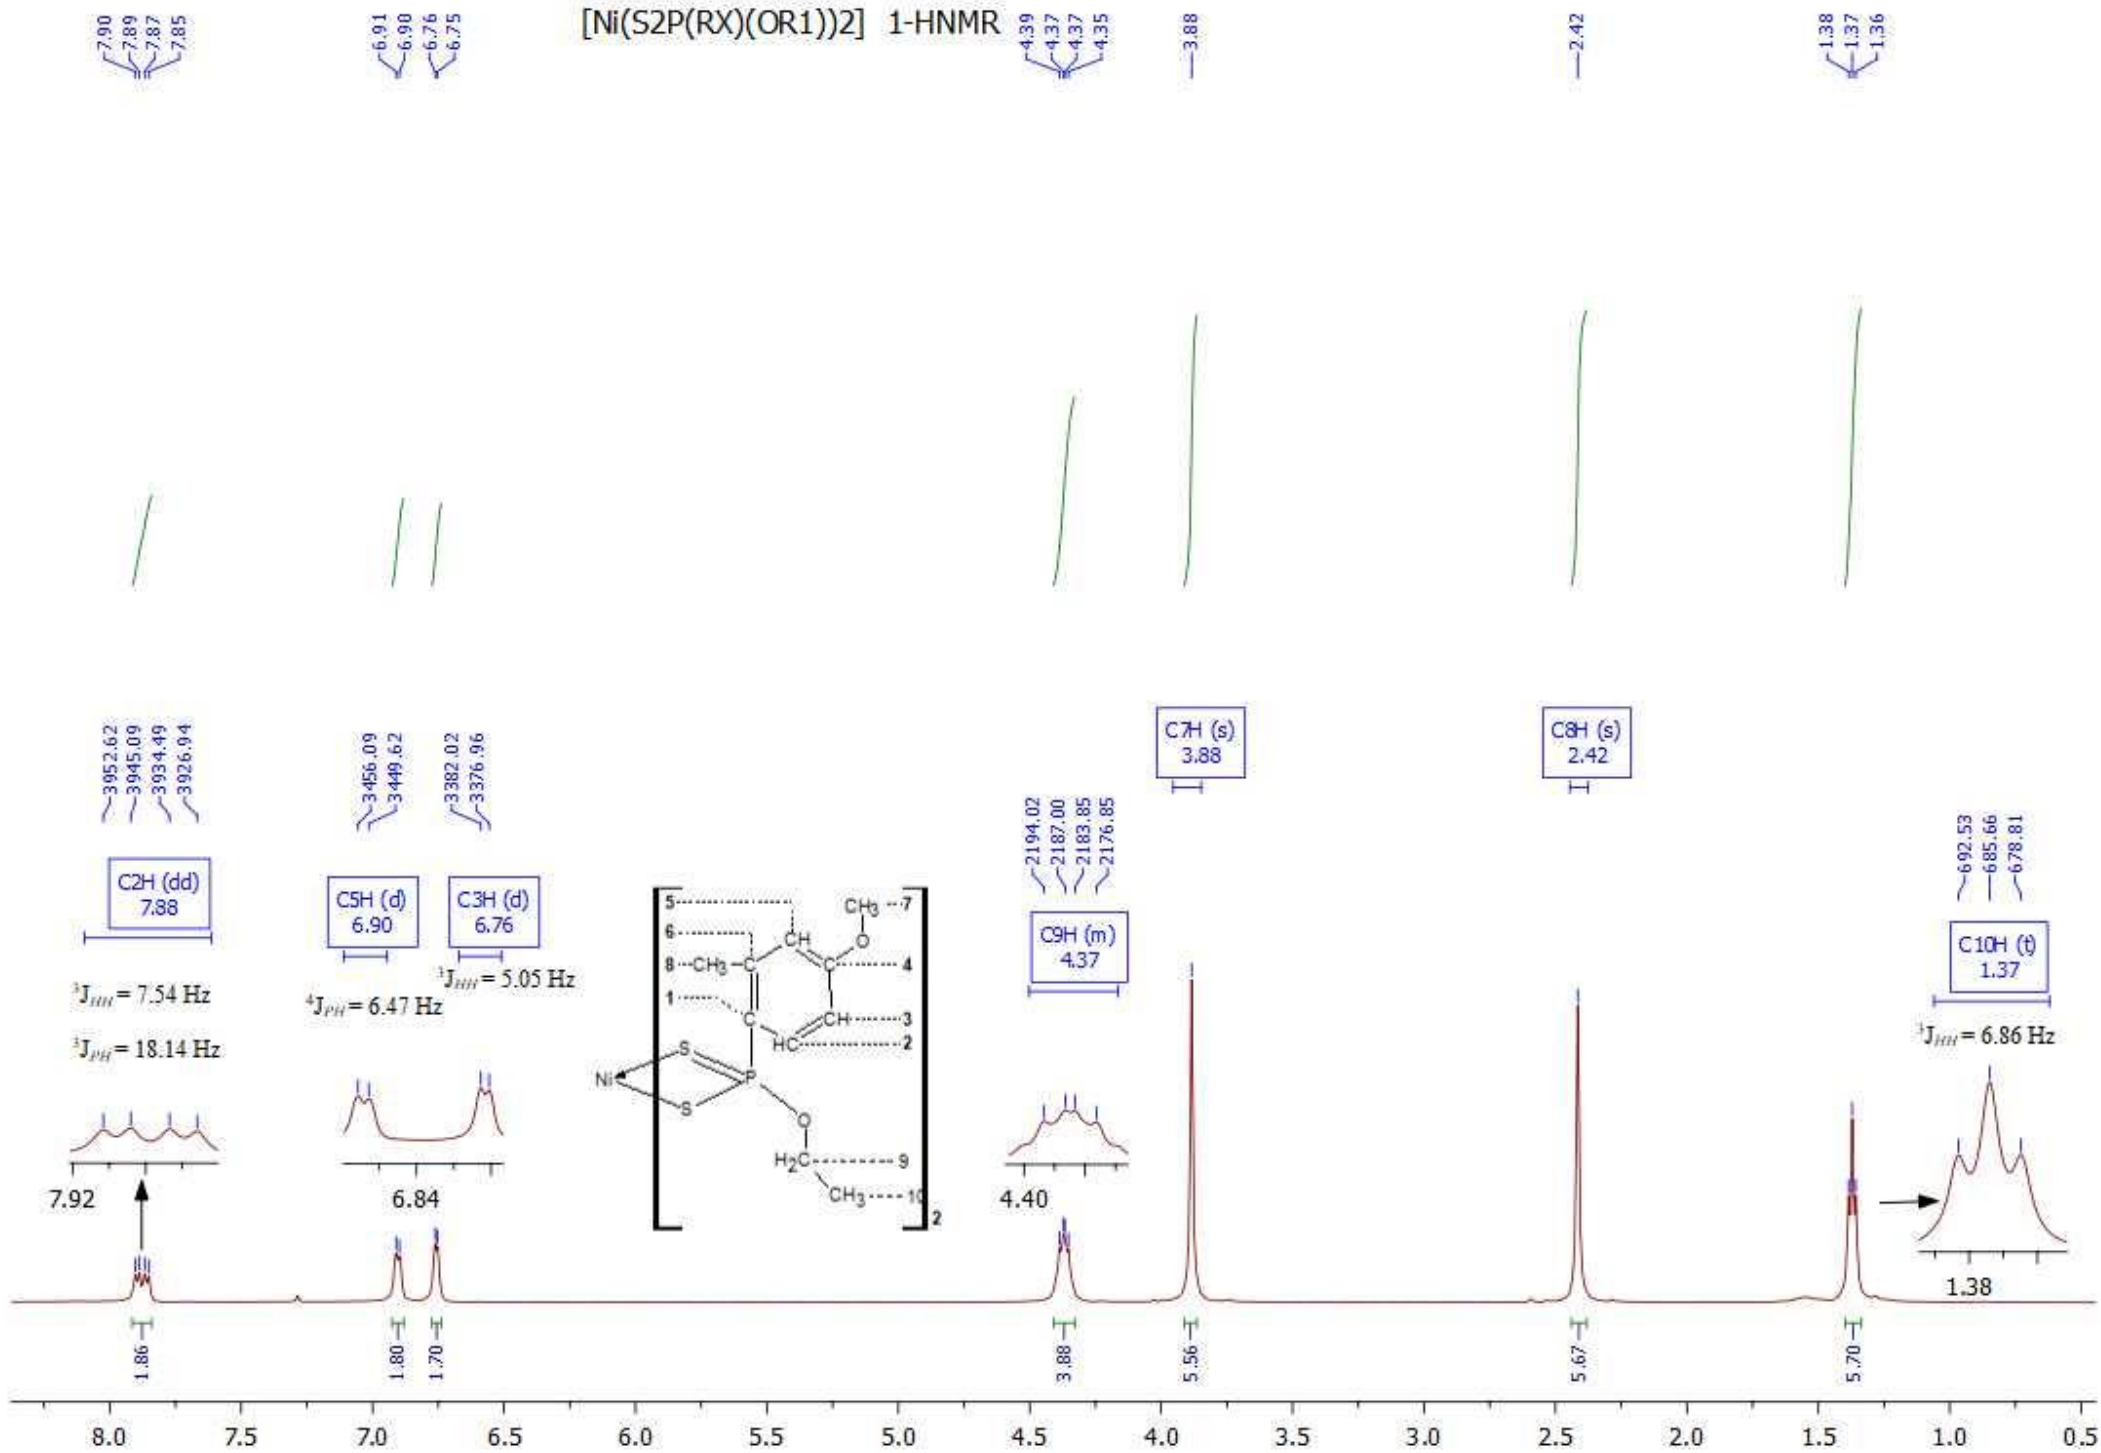 [Ni(S2P(RX)(OR1))2] 1-HNMR
7.90
7.89
7.87
7.85
6.91
6.90
6.76
6.75
4.39
4.37
4.37
4.35
3.88
2.42
1.38
1.37
1.36
3952.62
3945.09
3934.49
3926.94
3456.09
3449.62
3382.02
3376.96
2194.02
2187.00
2183.85
2176.85
692.53
685.66
678.81
C2H (dd)
7.88
C5H (d)
6.90
C3H (d)
6.76
C9H (m)
4.37
C7H (s)
3.88
C8H (s)
2.42
C10H (t)
1.37
³J_HH = 7.54 Hz
³J_PH = 18.14 Hz
⁴J_PH = 6.47 Hz
³J_HH = 5.05 Hz
³J_HH = 6.86 Hz
5
CH₃ 7
6
CH
O
8 CH₃
C
C 4
1
C
CH 3
HC 2
S
Ni
P
S
O
H₂C 9
CH₃ 10
2
7.92
6.84
4.40
1.38
1.86
1.80
1.70
3.88
5.56
5.67
5.70
8.0 7.5 7.0 6.5 6.0 5.5 5.0 4.5 4.0 3.5 3.0 2.5 2.0 1.5 1.0 0.5